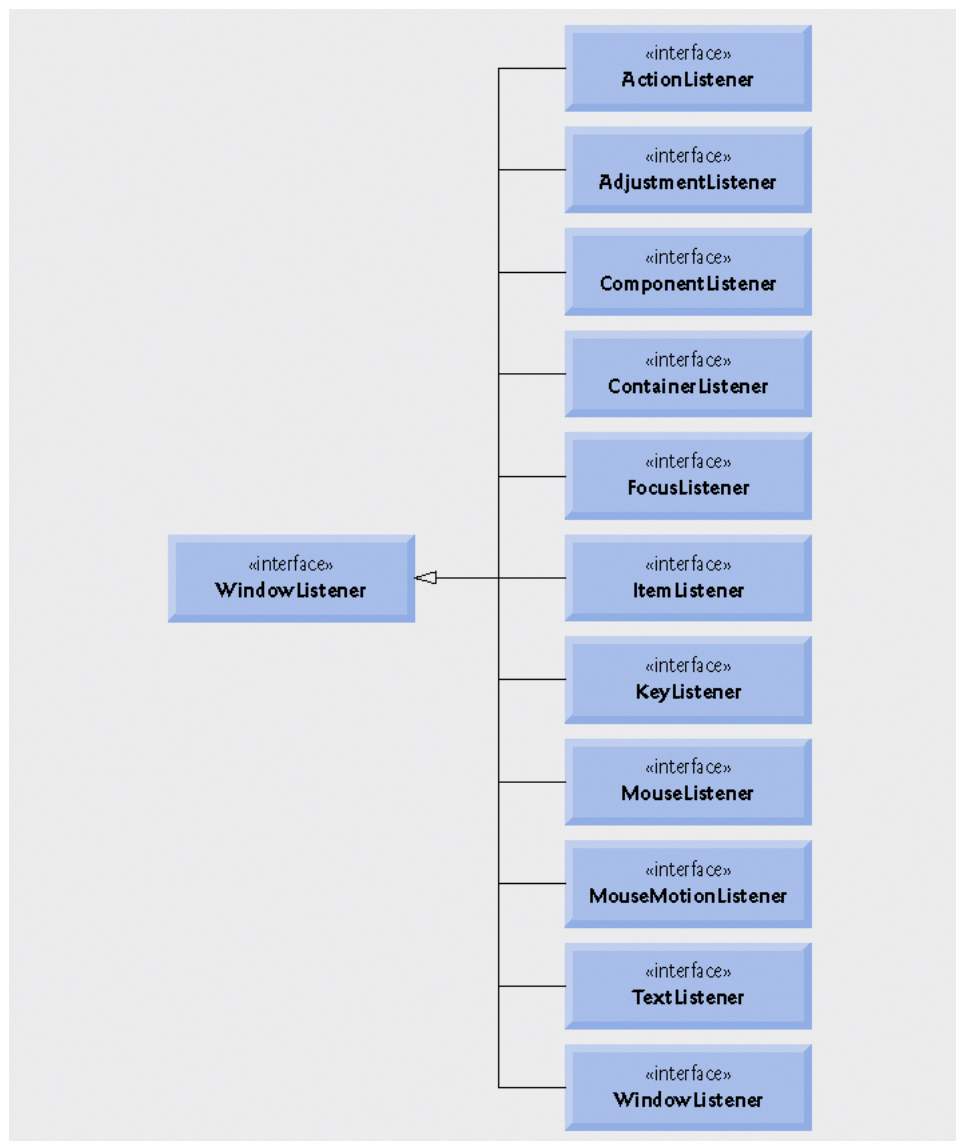 «interface»
ActionListener
«interface»
AdjustmentListener
«interface»
ComponentListener
«interface»
ContainerListener
«interface»
FocusListener
«interface»
WindowListener
«interface»
ItemListener
«interface»
KeyListener
«interface»
MouseListener
«interface»
MouseMotionListener
«interface»
TextListener
«interface»
WindowListener